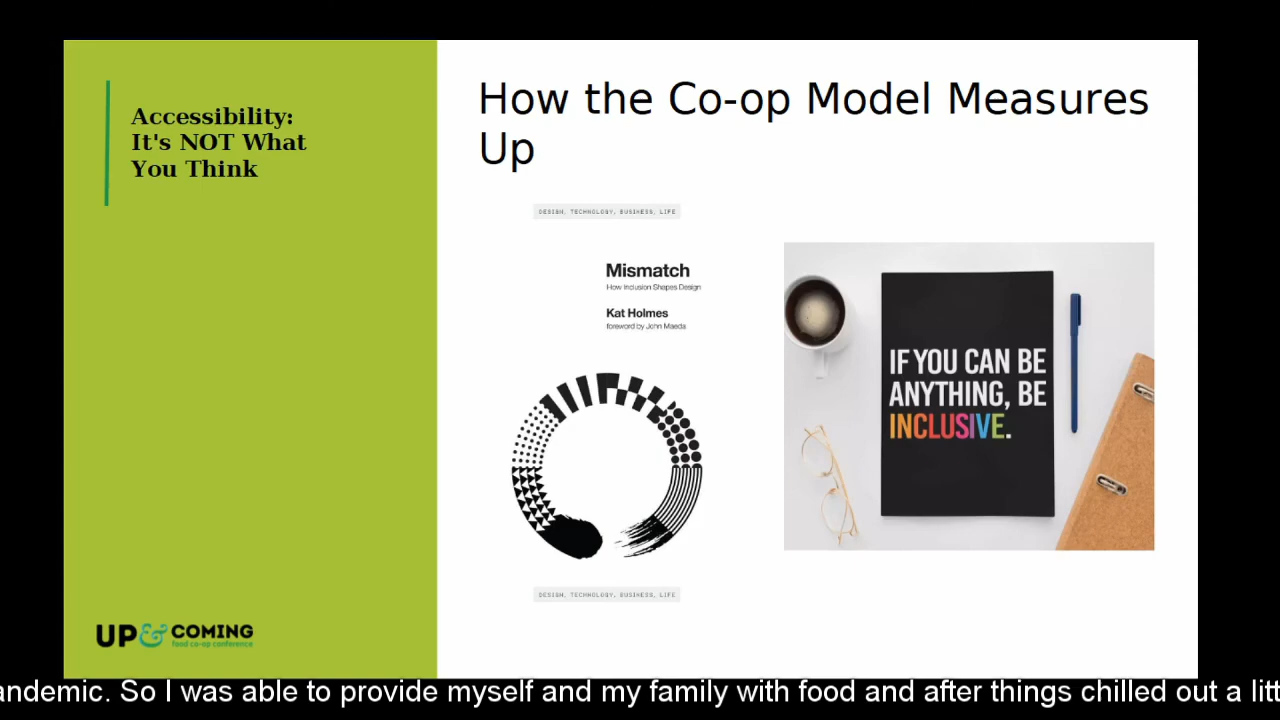 Accessibility:
It's NOT What
You Think
How the Co-op Model Measures
Up
DESIGN, TECHNOLOGY, BUSINESS, LIFE
Mismatch
How Inclusion Shapes Design
Kat Holmes
foreword by John Maeda
DESIGN, TECHNOLOGY, BUSINESS, LIFE
IF YOU CAN BE
ANYTHING, BE
INCLUSIVE.
UP & COMING
food co-op conference
andemic. So I was able to provide myself and my family with food and after things chilled out a litt